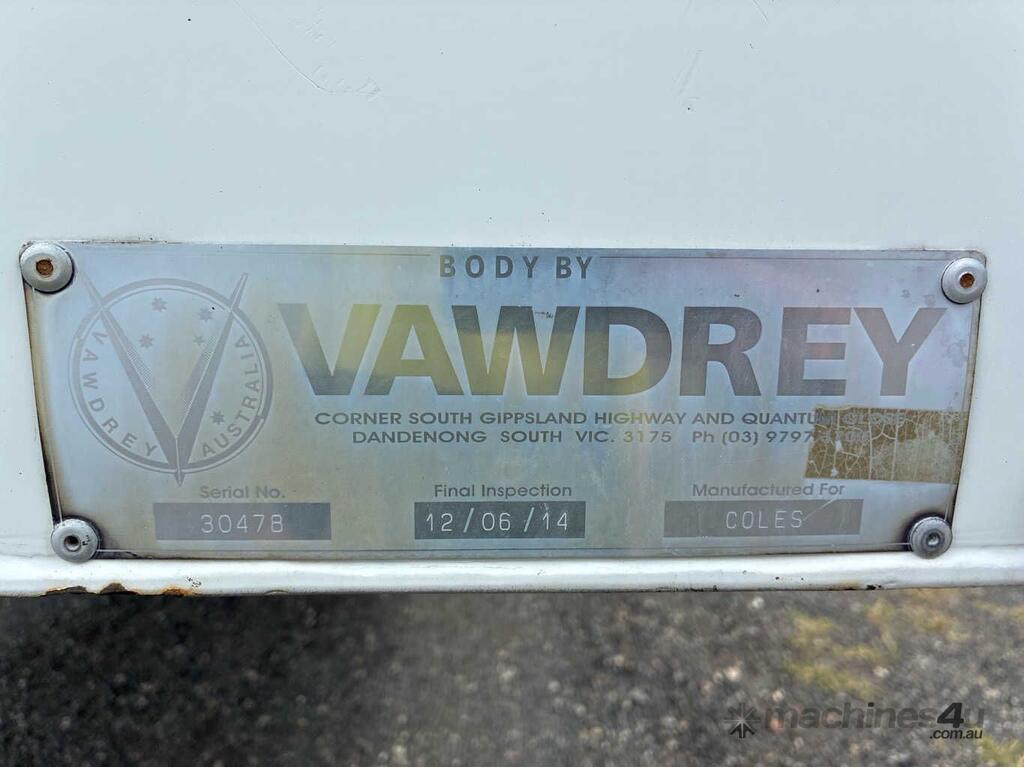 BODY BY
VAWDREY
VAWDREY AUSTRALIA
CORNER SOUTH GIPPSLAND HIGHWAY AND
DANDENONG SOUTH VIC. 3175 Ph (03) 9797
Serial No. Final Inspection Manufactured For
30478 12/06/14 COLES
machines4u
.com.au